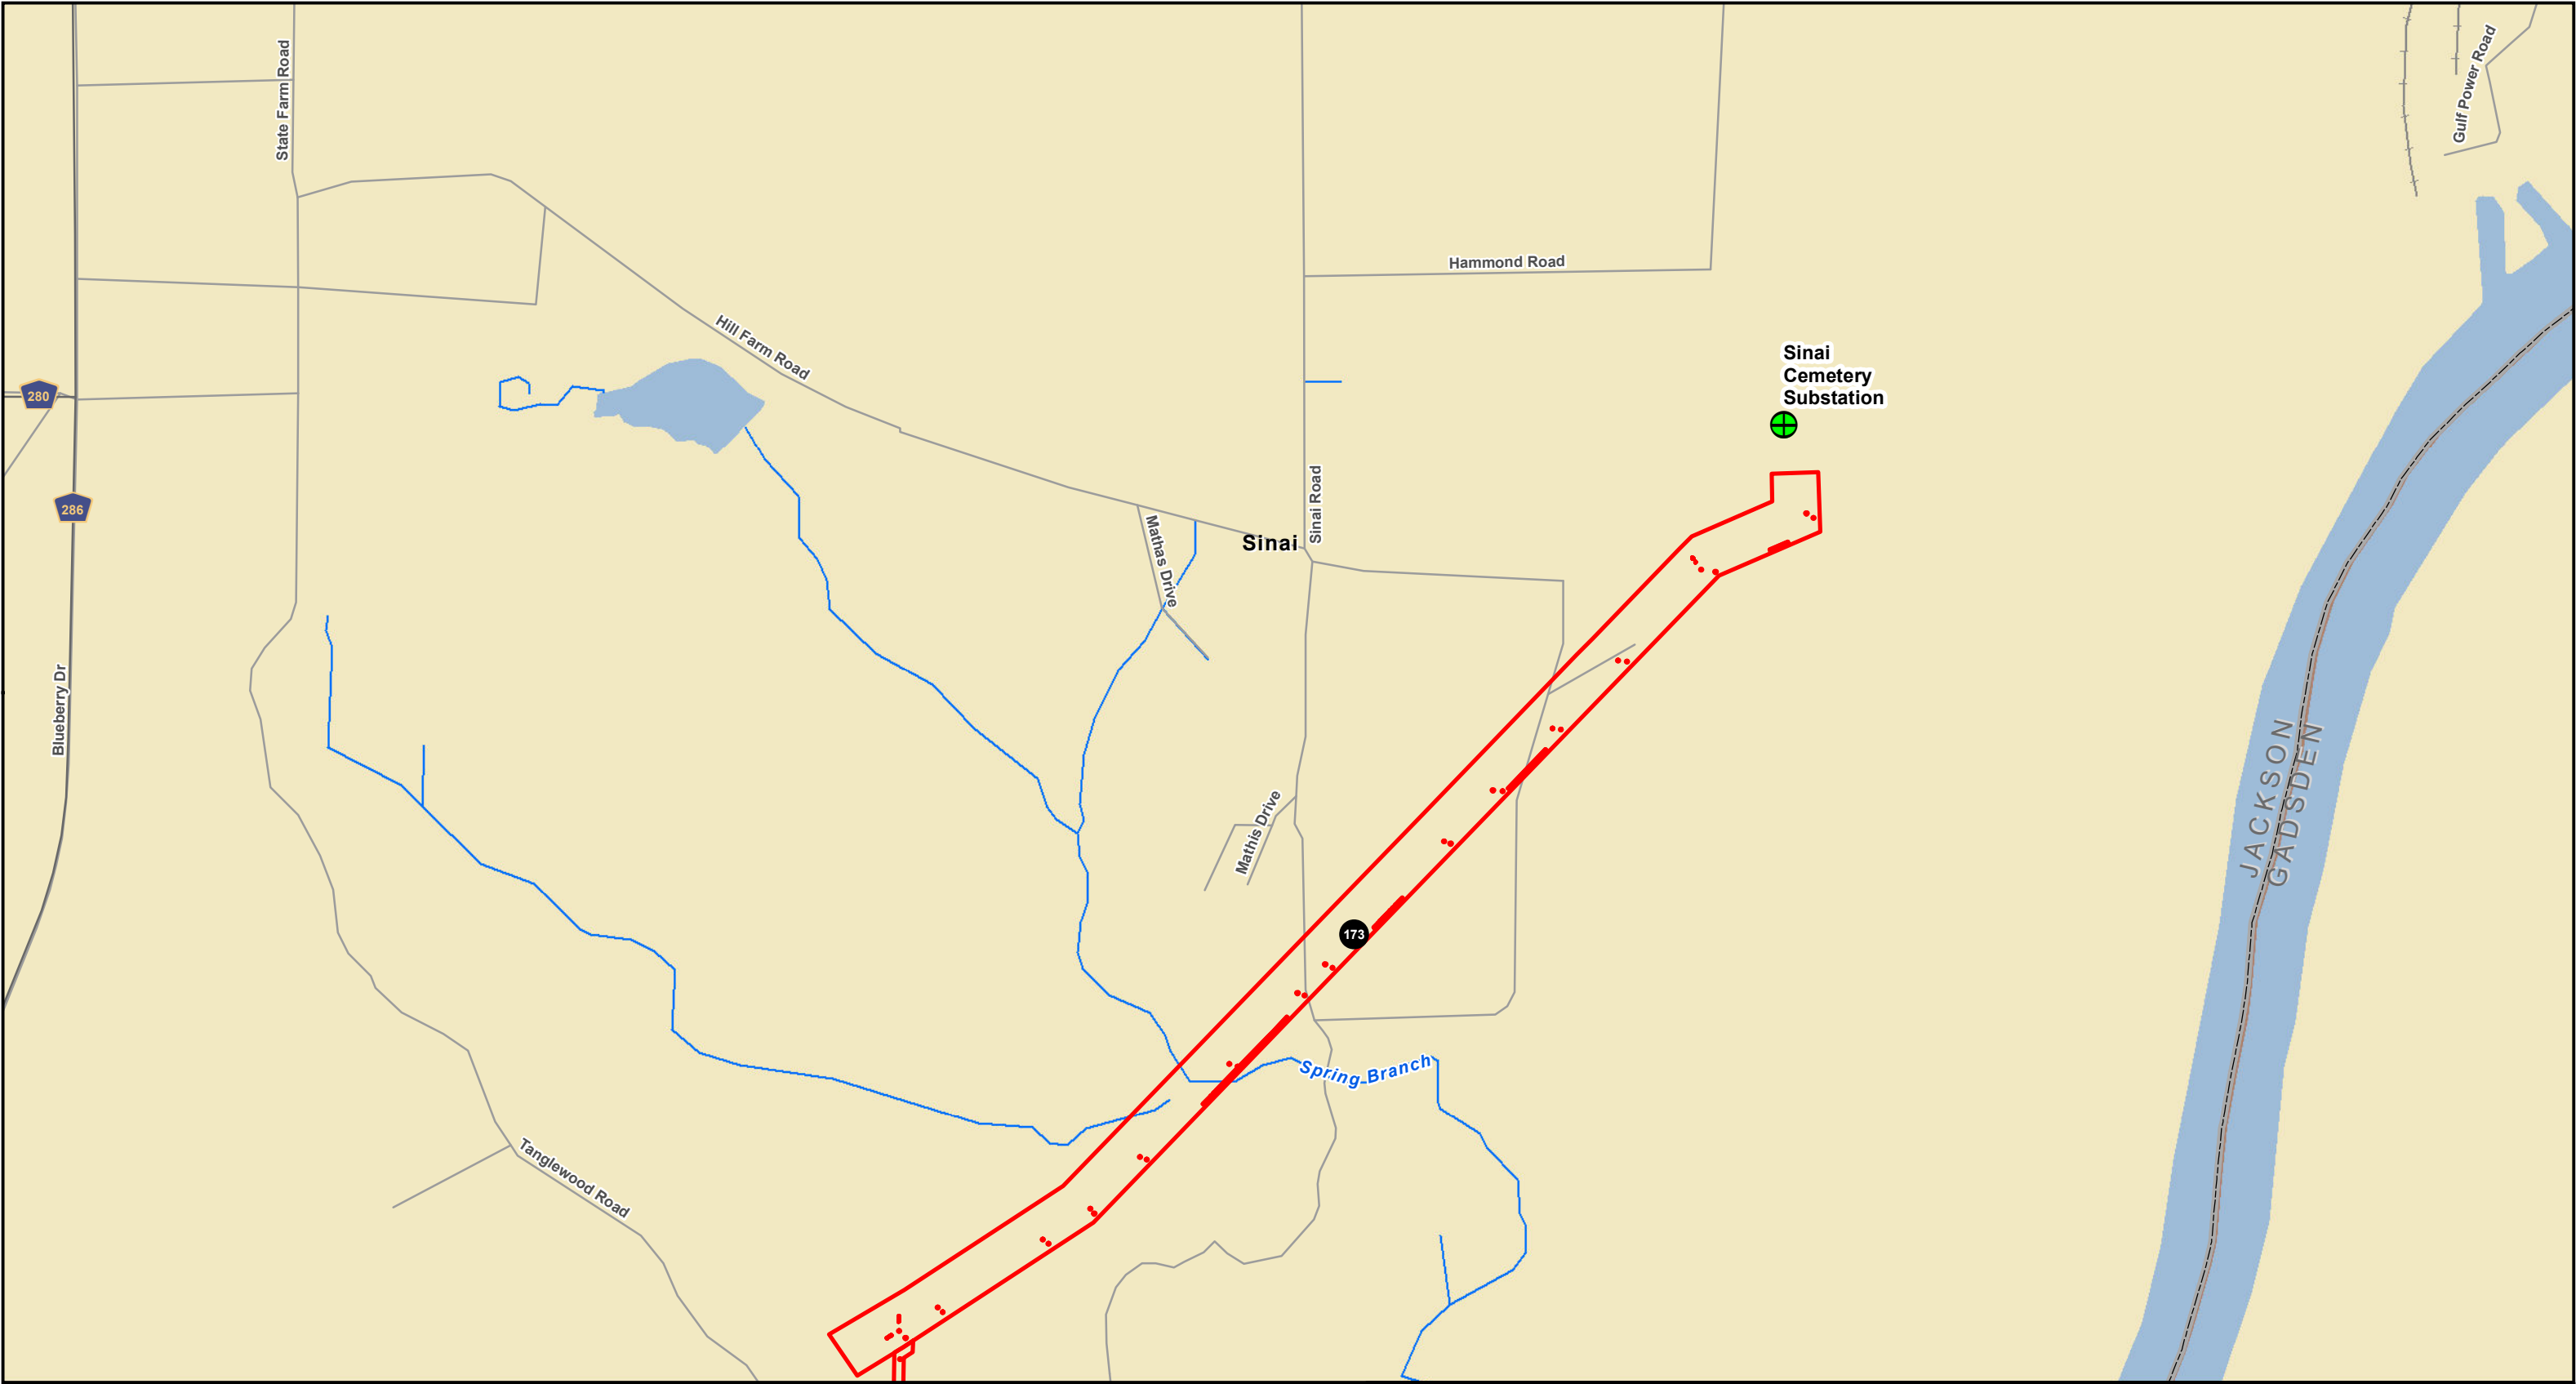 State Farm Road
Gulf Power Road
Hammond Road
Hill Farm Road
Sinai
Cemetery
Substation
280
286
Sinai Road
Sinai
Mathas Drive
Blueberry Dr
JACKSON
GADSDEN
Mathis Drive
173
Spring Branch
Tanglewood Road